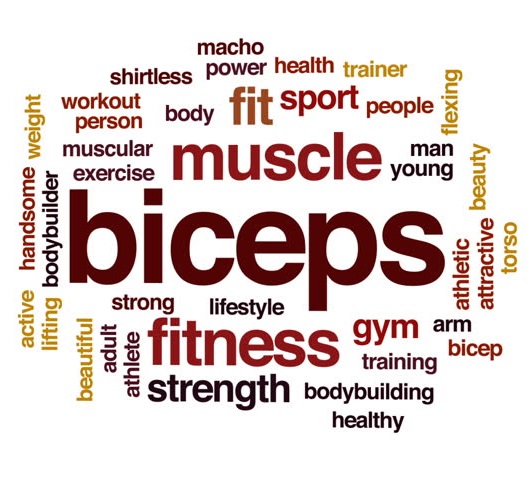 macho
shirtless
power
health
trainer
workout
person
body
fit
sport
people
flexing
weight
muscular
exercise
muscle
man
young
beauty
handsome
bodybuilder
biceps
athletic
attractive
torso
active
lifting
strong
lifestyle
beautiful
adult
athlete
fitness
gym
arm
bicep
training
strength
bodybuilding
healthy